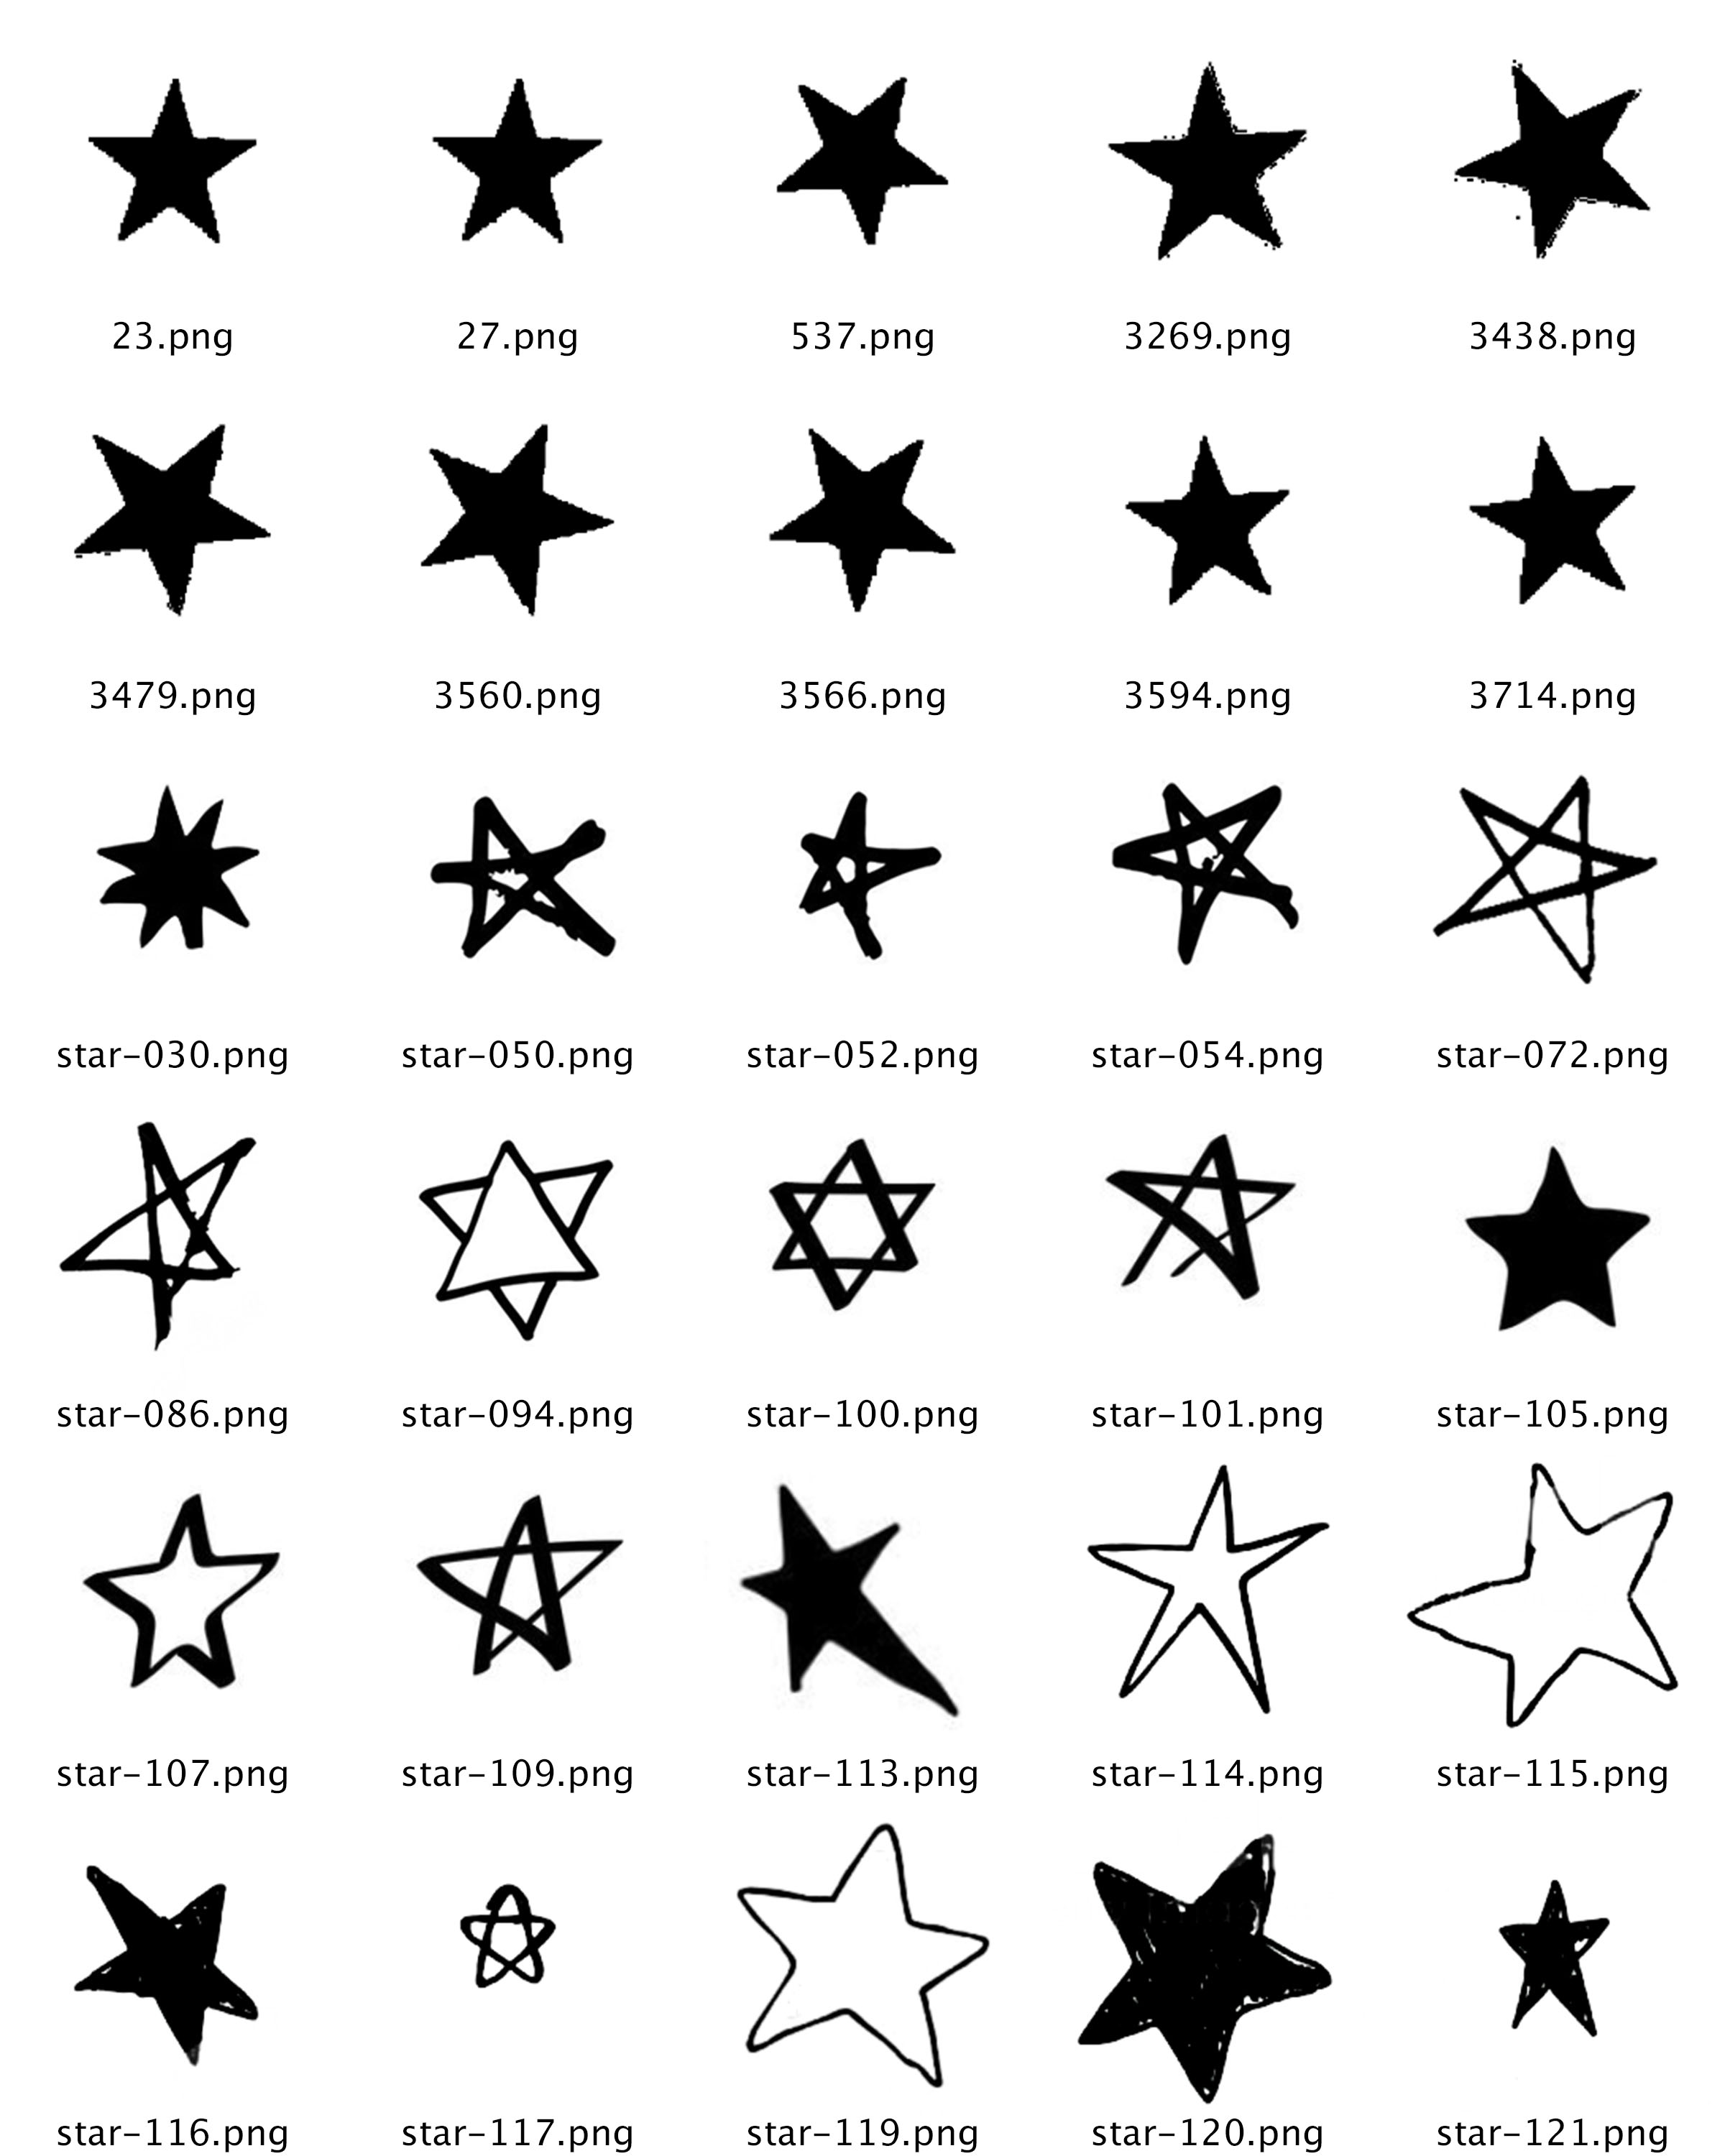 23.png 27.png 537.png 3269.png 3438.png
3479.png 3560.png 3566.png 3594.png 3714.png
star-030.png star-050.png star-052.png star-054.png star-072.png
star-086.png star-094.png star-100.png star-101.png star-105.png
star-107.png star-109.png star-113.png star-114.png star-115.png
star-116.png star-117.png star-119.png star-120.png star-121.png